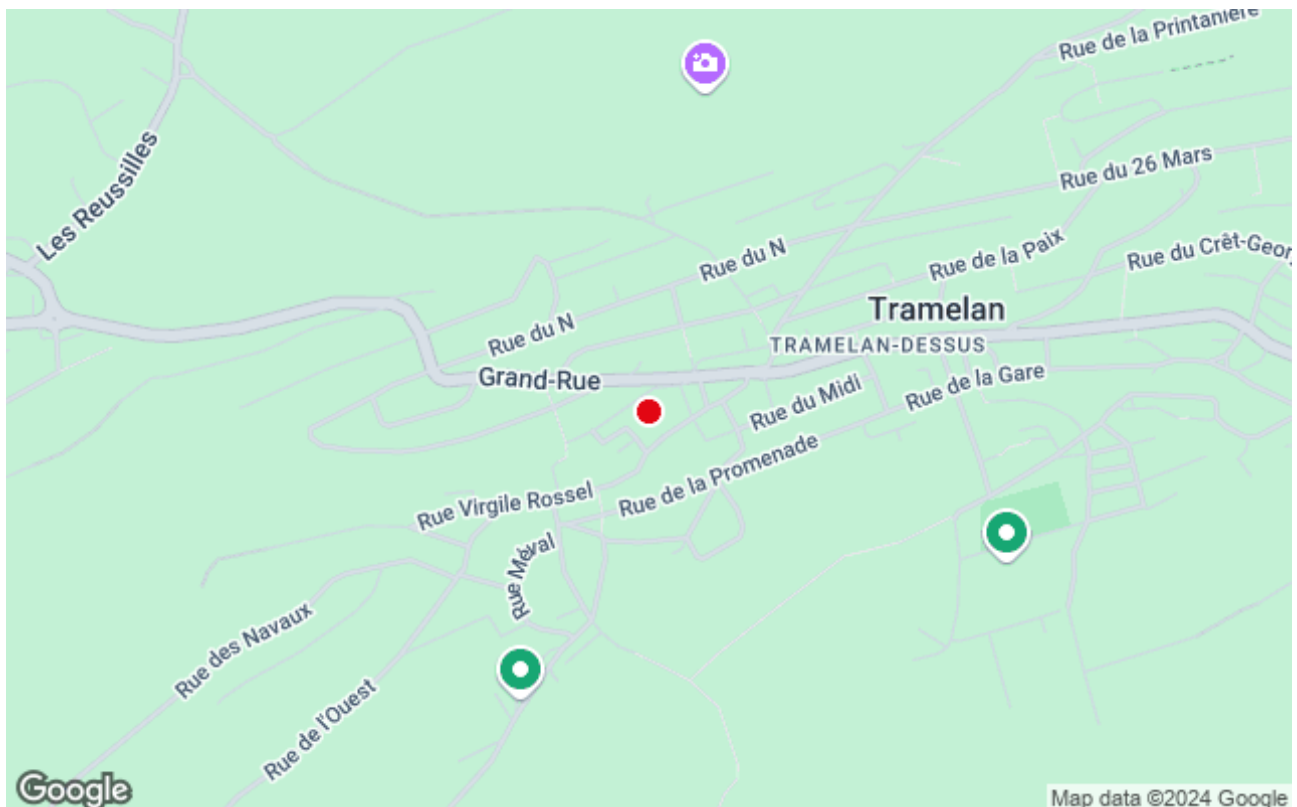 Rue de la Printanière
Les Reussilles
Rue du 26 Mars
Rue du N
Rue de la Paix
Rue du Crêt-Georg
Tramelan
Rue du N
TRAMELAN-DESSUS
Grand-Rue
Rue de la Gare
Rue du Midi
Rue de la Promenade
Rue Virgile Rossel
Rue Mèval
Rue des Navaux
Rue de l'Ouest
Google
Map data ©2024 Google